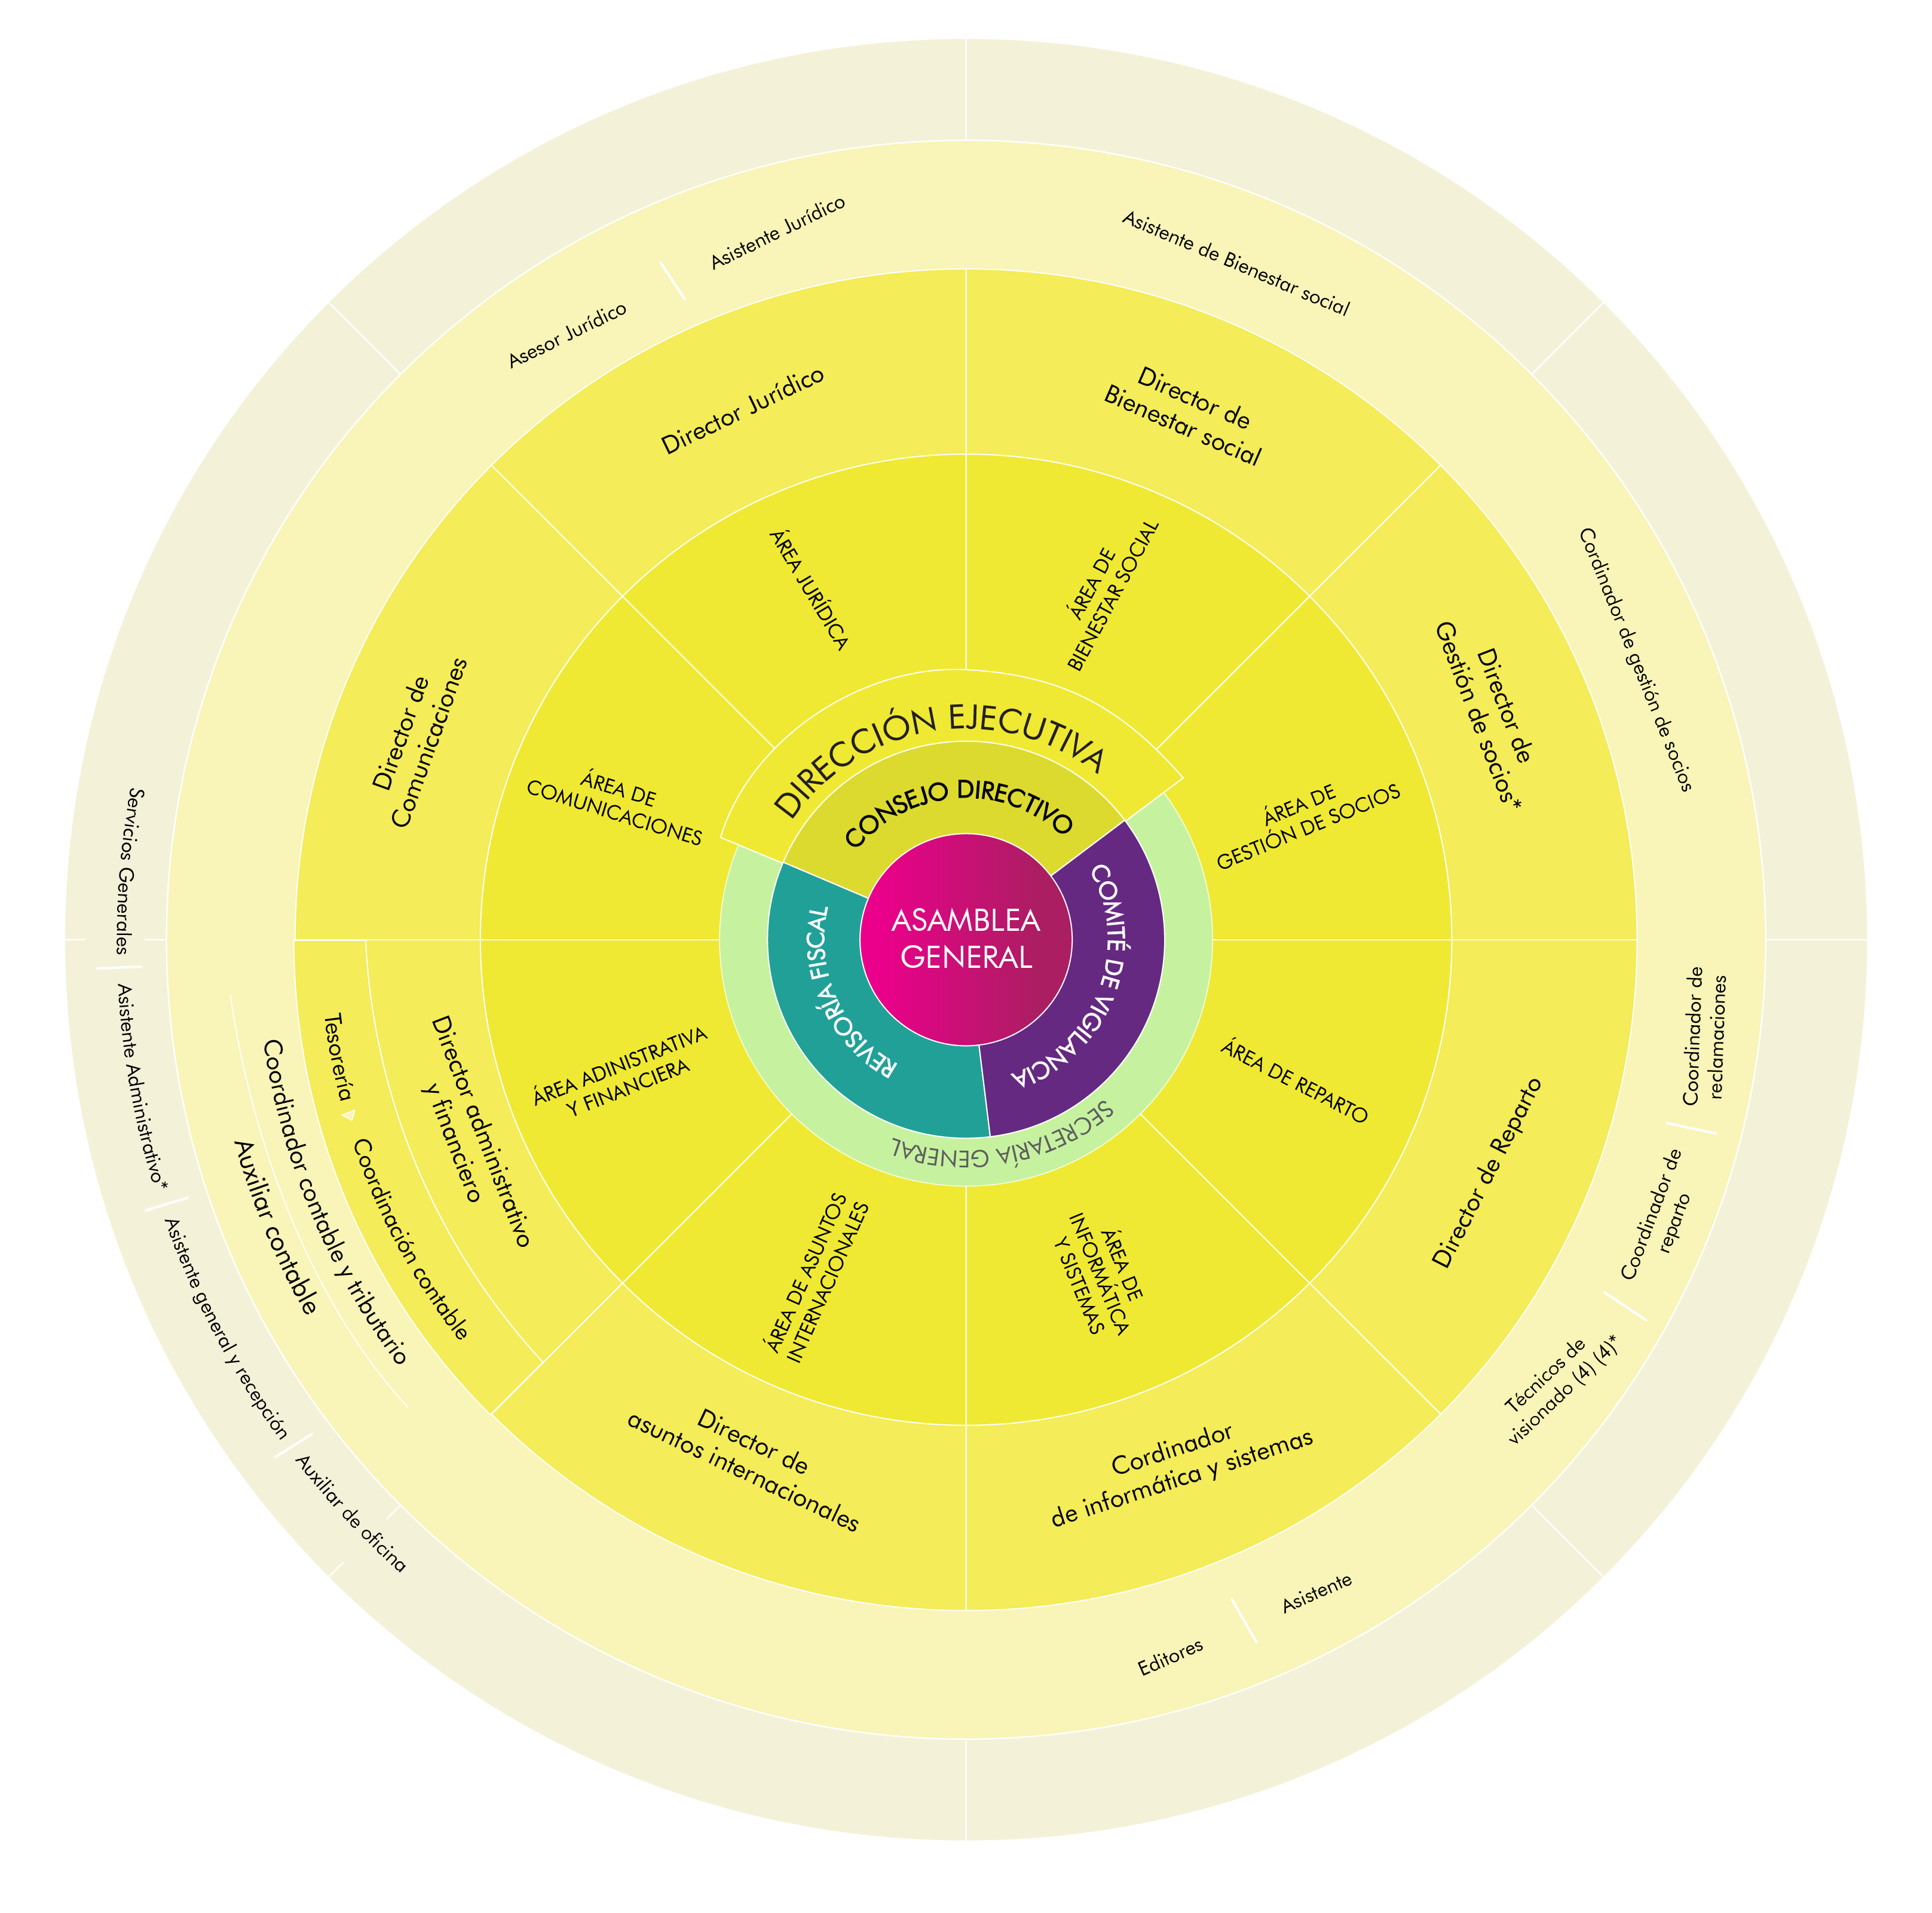 ASAMBLEA
GENERAL
CONSEJO DIRECTIVO
COMITÉ DE VIGILANCIA
REVISORÍA FISCAL
DIRECCIÓN EJECUTIVA
SECRETARÍA GENERAL
ÁREA JURÍDICA
Director Jurídico
Asesor Jurídico
Asistente Jurídico
ÁREA DE
BIENESTAR SOCIAL
Director de
Bienestar social
Asistente de Bienestar social
ÁREA DE
GESTIÓN DE SOCIOS
Director de
Gestión de socios*
Cordinador de gestión de socios
ÁREA DE REPARTO
Director de Reparto
Coordinador de
reclamaciones
Coordinador de
reparto
Técnicos de
visionado (4) (4)*
ÁREA DE
INFORMÁTICA
Y SISTEMAS
Cordinador
de informática y sistemas
Asistente
Editores
ÁREA DE ASUNTOS
INTERNACIONALES
Director de
asuntos internacionales
ÁREA ADINISTRATIVA
Y FINANCIERA
Director administrativo
y financiero
Tesorería
Coordinación contable
Coordinador contable y tributario
Auxiliar contable
Servicios Generales
Asistente Administrativo*
Asistente general y recepción
Auxiliar de oficina
ÁREA DE
COMUNICACIONES
Director de
Comunicaciones